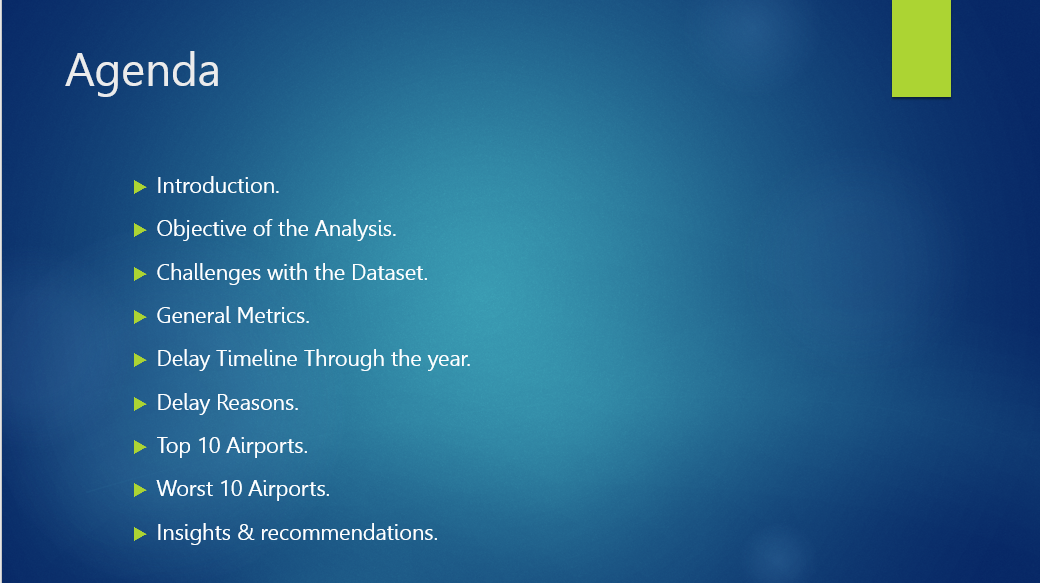 Agenda
Introduction.
Objective of the Analysis.
Challenges with the Dataset.
General Metrics.
Delay Timeline Through the year.
Delay Reasons.
Top 10 Airports.
Worst 10 Airports.
Insights & recommendations.